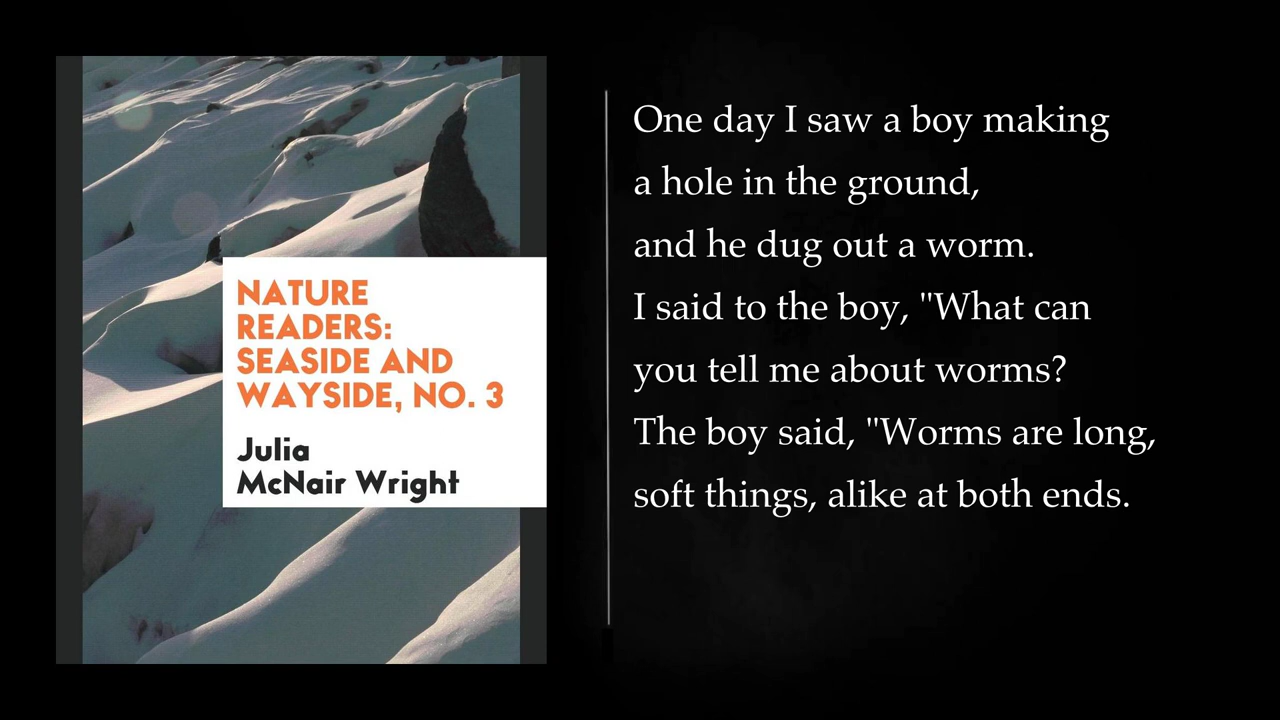 NATURE
READERS:
SEASIDE AND
WAYSIDE, NO. 3
Julia
McNair Wright
One day I saw a boy making
a hole in the ground,
and he dug out a worm.
I said to the boy, "What can
you tell me about worms?
The boy said, "Worms are long,
soft things, alike at both ends.